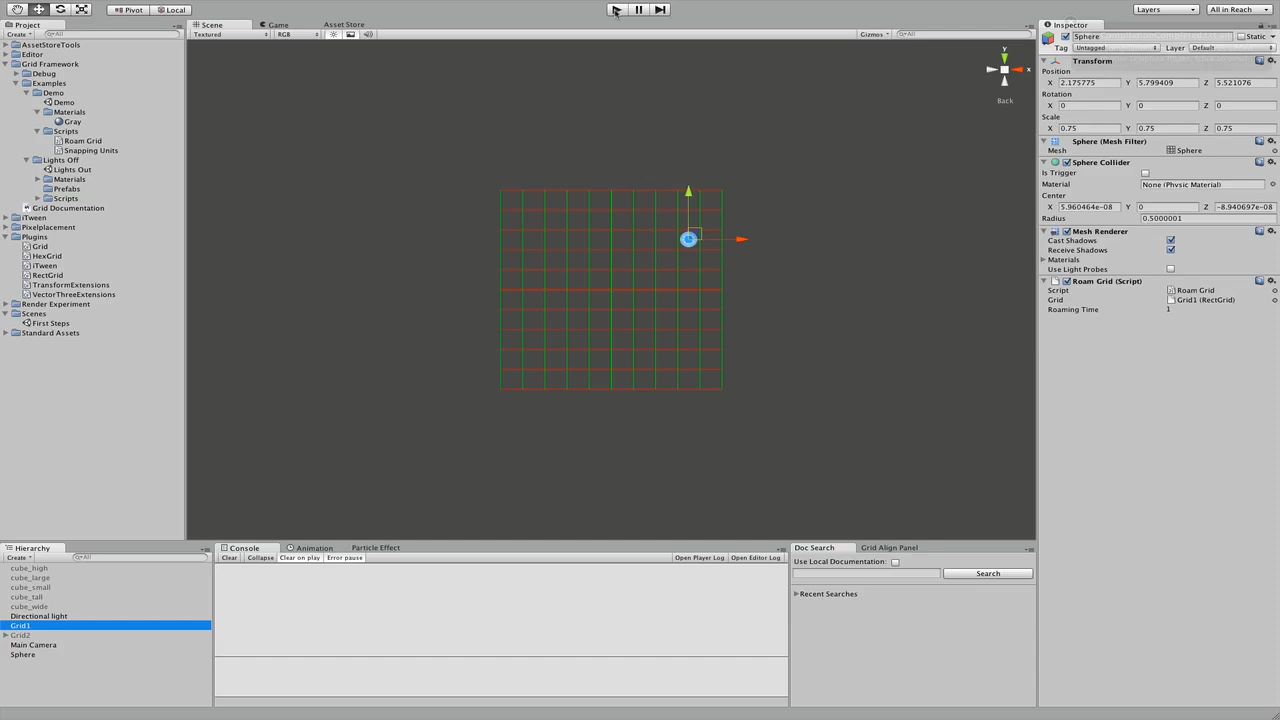 Pivot
Local
Layers
All in Reach
Project
Create
All
AssetStoreTools
Editor
Grid Framework
Debug
Examples
Demo
Demo
Materials
Gray
Scripts
Roam Grid
Snapping Units
Lights Off
Lights Out
Materials
Prefabs
Scripts
Grid Documentation
iTween
Pixelplacement
Plugins
Grid
HexGrid
iTween
RectGrid
TransformExtensions
VectorThreeExtensions
Render Experiment
Scenes
First Steps
Standard Assets
Scene
Game
Asset Store
Textured
RGB
Gizmos
All
y
x
Back
Inspector
Sphere
Static
Tag Untagged Layer Default
Transform
Position
X 2.175775 Y 5.799409 Z 5.521076
Rotation
X 0 Y 0 Z 0
Scale
X 0.75 Y 0.75 Z 0.75
Sphere (Mesh Filter)
Mesh Sphere
Sphere Collider
Is Trigger
Material None (Physic Material)
Center
X 5.960464e-08 Y 0 Z -8.940697e-08
Radius 0.5000001
Mesh Renderer
Cast Shadows
Receive Shadows
Materials
Use Light Probes
Roam Grid (Script)
Script Roam Grid
Grid Grid1 (RectGrid)
Roaming Time 1
Hierarchy
Create
All
cube_high
cube_large
cube_small
cube_tall
cube_wide
Directional light
Grid1
Grid2
Main Camera
Sphere
Console
Animation
Particle Effect
Clear
Collapse
Clear on play
Error pause
Open Player Log
Open Editor Log
Doc Search
Grid Align Panel
Use Local Documentation:
Search
Recent Searches